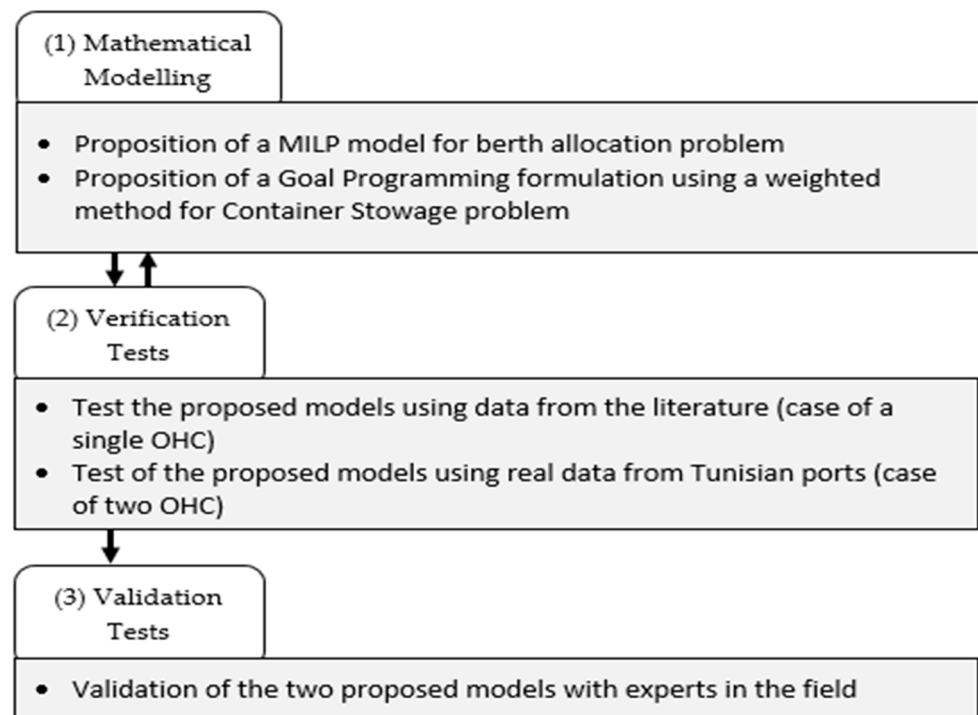 (1) Mathematical
Modelling
• Proposition of a MILP model for berth allocation problem
• Proposition of a Goal Programming formulation using a weighted
method for Container Stowage problem
(2) Verification
Tests
• Test the proposed models using data from the literature (case of a
single OHC)
• Test of the proposed models using real data from Tunisian ports (case
of two OHC)
(3) Validation
Tests
• Validation of the two proposed models with experts in the field